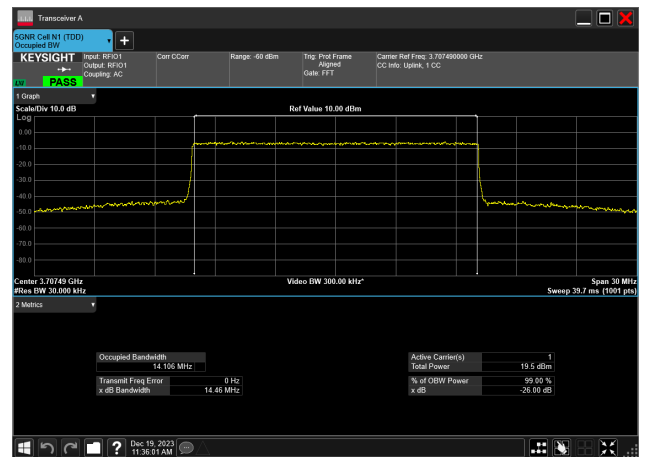 Transceiver A
5GNR Cell N1 (TDD)
Occupied BW
KEYSIGHT
LXI
PASS
Input: RFIO1
Output: RFIO1
Coupling: AC
Corr CCorr
Range: -60 dBm
Trig: Prot Frame
Aligned
Gate: FFT
Carrier Ref Freq: 3.707490000 GHz
CC Info: Uplink, 1 CC
1 Graph
Scale/Div 10.0 dB
Ref Value 10.00 dBm
Log
0.00
-10.0
-20.0
-30.0
-40.0
-50.0
-60.0
-70.0
-80.0
Center 3.70749 GHz
Video BW 300.00 kHz*
Span 30 MHz
#Res BW 30.000 kHz
Sweep 39.7 ms (1001 pts)
2 Metrics
Occupied Bandwidth
14.106 MHz
Active Carrier(s) 1
Total Power 19.5 dBm
Transmit Freq Error 0 Hz
x dB Bandwidth 14.46 MHz
% of OBW Power 99.00 %
x dB -26.00 dB
Dec 19, 2023
11:36:01 AM